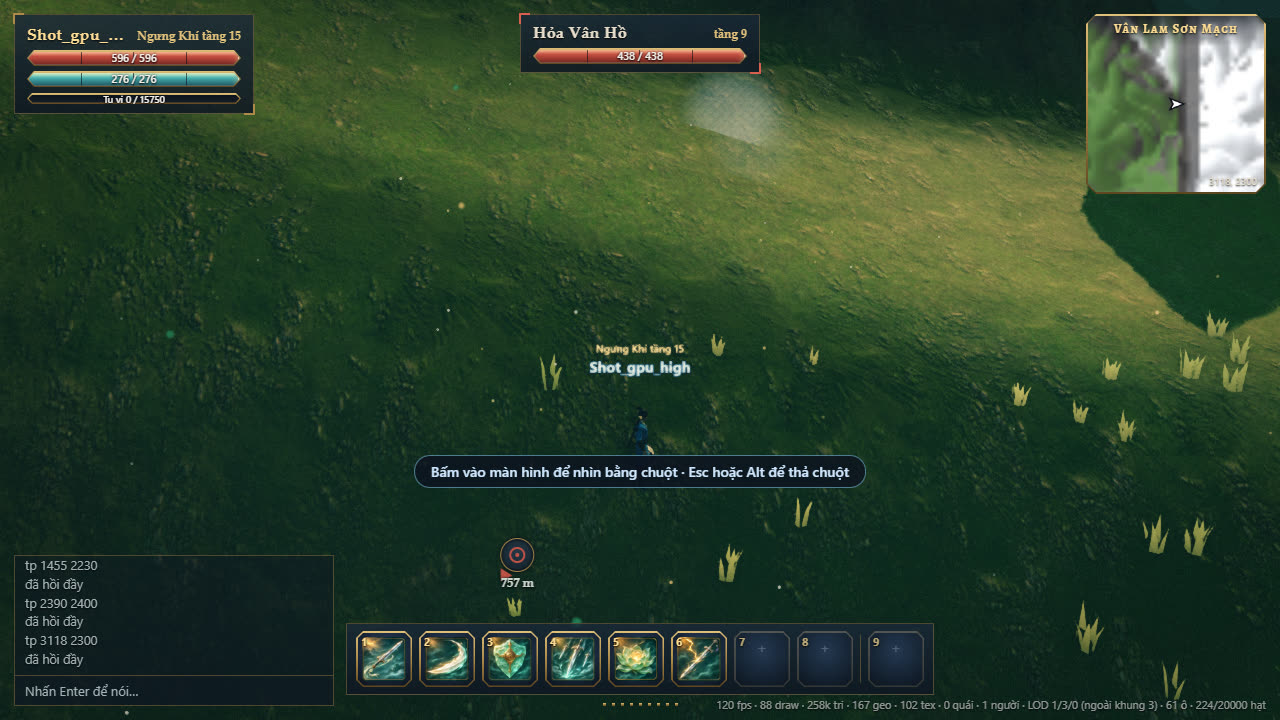 Shot_gpu_... Ngưng Khí tầng 15
596 / 596
276 / 276
Tu vi 0 / 15750
Hỏa Vân Hồ tầng 9
438 / 438
Vân Lam Sơn Mạch
3118, 2300
Ngưng Khí tầng 15
Shot_gpu_high
Bấm vào màn hình để nhìn bằng chuột · Esc hoặc Alt để thả chuột
757 m
tp 1455 2230
đã hồi đầy
tp 2390 2400
đã hồi đầy
tp 3118 2300
đã hồi đầy
Nhấn Enter để nói...
1 2 3 4 5 6 7 8 9
+ + +
120 fps · 88 draw · 258k tri · 167 geo · 102 tex · 0 quái · 1 người · LOD 1/3/0 (ngoài khung 3) · 61 ô · 224/20000 hạt